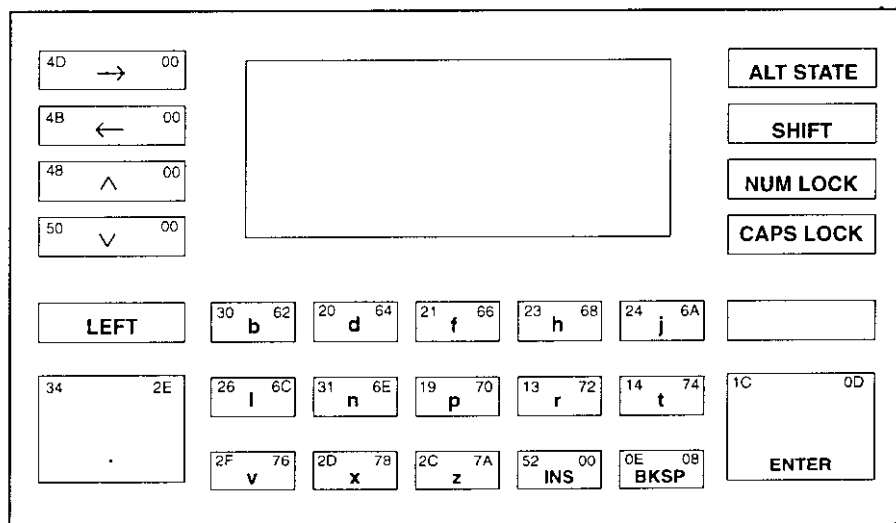 4D → 00
ALT STATE
4B ← 00
SHIFT
48 ∧ 00
NUM LOCK
50 ∨ 00
CAPS LOCK
LEFT
30 b 62
20 d 64
21 f 66
23 h 68
24 j 6A
34 . 2E
26 l 6C
31 n 6E
19 p 70
13 r 72
14 t 74
1C 0D
ENTER
2F v 76
2D x 78
2C z 7A
52 INS 00
0E BKSP 08